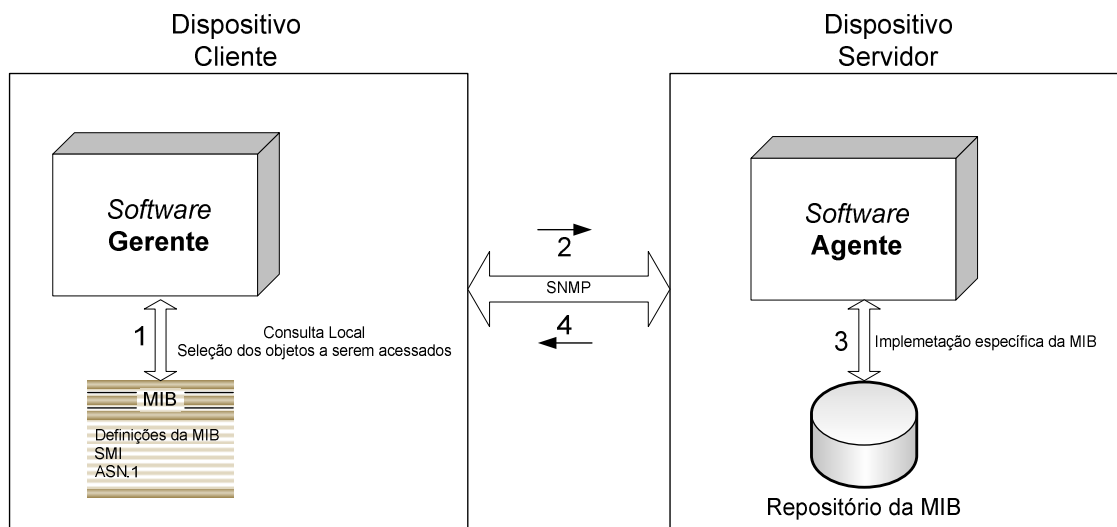 Dispositivo
Cliente
Dispositivo
Servidor
Software
Gerente
Software
Agente
2
SNMP
4
1
Consulta Local
Seleção dos objetos a serem acessados
3
Implemetação específica da MIB
MIB
Definições da MIB
SMI
ASN.1
Repositório da MIB